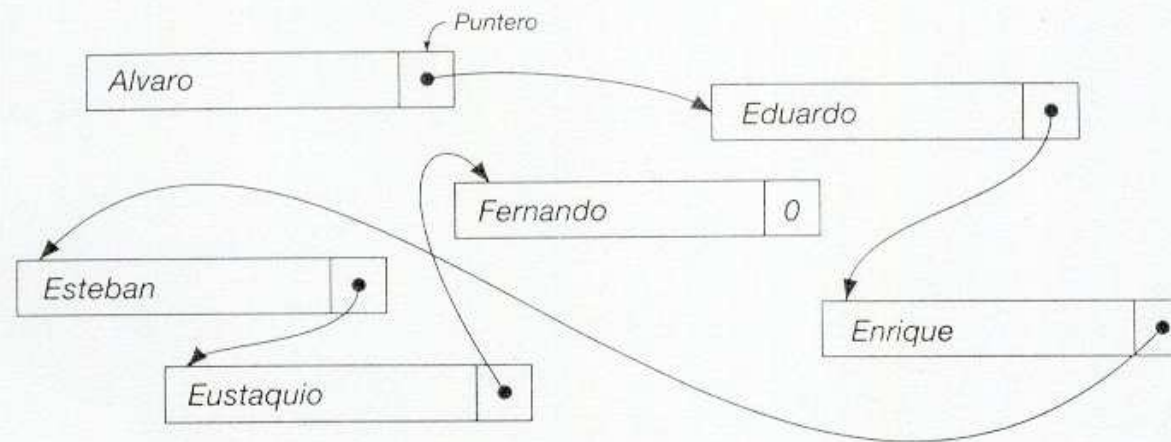 Puntero
Alvaro
Eduardo
Fernando 0
Esteban
Enrique
Eustaquio